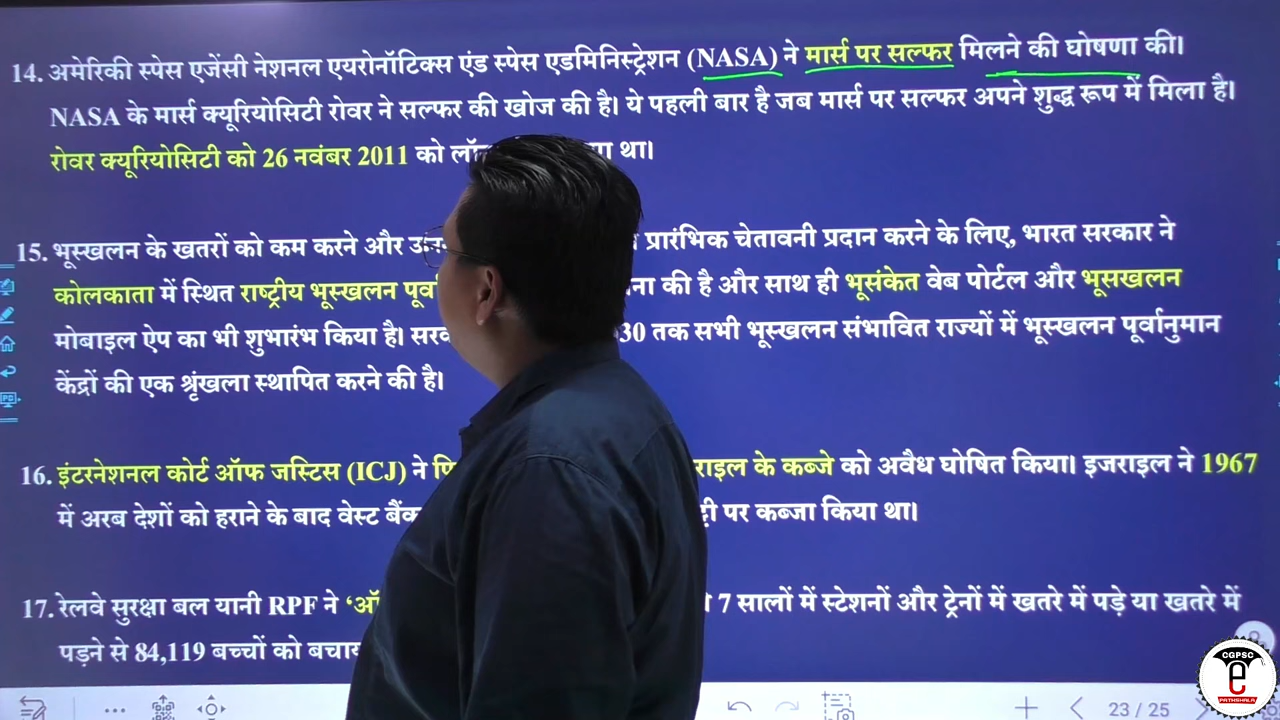 14. अमेरिकी स्पेस एजेंसी नेशनल एयरोनॉटिक्स एंड स्पेस एडमिनिस्ट्रेशन (NASA) ने मार्स पर सल्फर मिलने की घोषणा की।
NASA के मार्स क्यूरियोसिटी रोवर ने सल्फर की खोज की है। ये पहली बार है जब मार्स पर सल्फर अपने शुद्ध रूप में मिला है।
रोवर क्यूरियोसिटी को 26 नवंबर 2011 को था।
15. भूस्खलन के खतरों को कम करने और प्रारंभिक चेतावनी प्रदान करने के लिए, भारत सरकार ने
कोलकाता में स्थित राष्ट्रीय भूस्खलन की है और साथ ही भूसंकेत वेब पोर्टल और भूसखलन
मोबाइल ऐप का भी शुभारंभ किया है। 30 तक सभी भूस्खलन संभावित राज्यों में भूस्खलन पूर्वानुमान
केंद्रों की एक श्रृंखला स्थापित करने की है।
16. इंटरनेशनल कोर्ट ऑफ जस्टिस (ICJ) ने के कब्जे को अवैध घोषित किया। इजराइल ने 1967
में अरब देशों को हराने के बाद वेस्ट बैंक पर कब्जा किया था।
17. रेलवे सुरक्षा बल यानी RPF ने 7 सालों में स्टेशनों और ट्रेनों में खतरे में पड़े या खतरे में
पड़ने से 84,119 बच्चों को
23 / 25
CGPSC
e
PATHSHALA